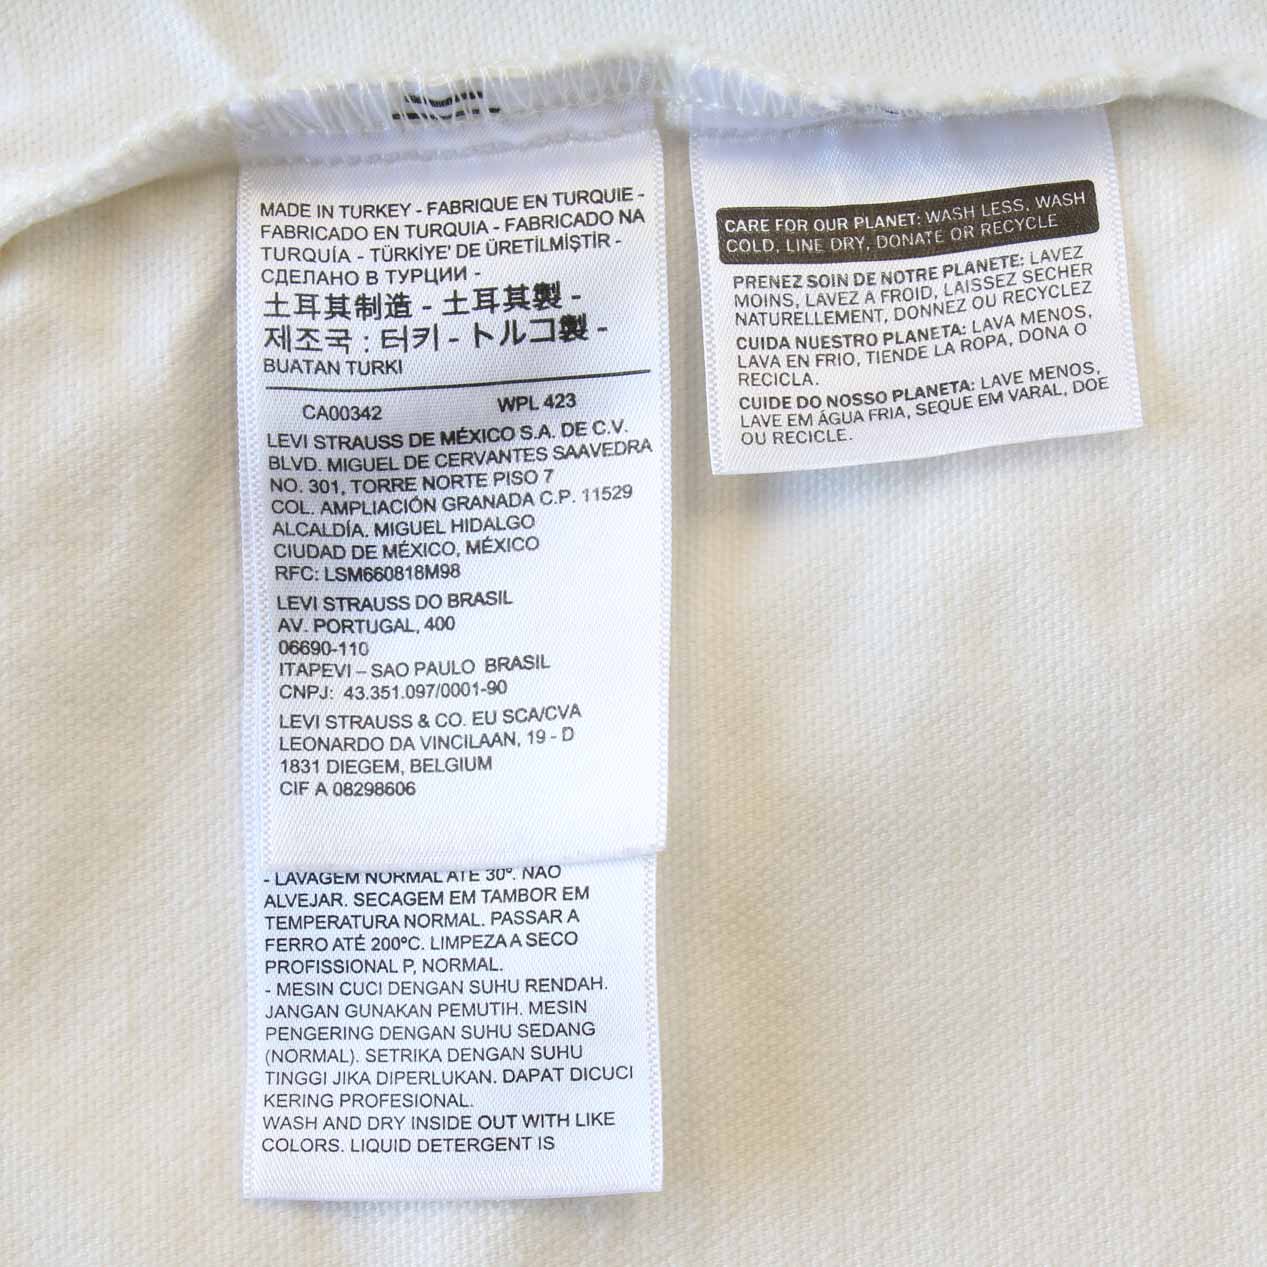 MADE IN TURKEY - FABRIQUE EN TURQUIE -
FABRICADO EN TURQUIA - FABRICADO NA
TURQUÍA - TÜRKİYE' DE ÜRETİLMİŞTİR -
СДЕЛАНО В ТУРЦИИ -
土耳其制造 - 土耳其製 -
제조국 : 터키 - トルコ製 -
BUATAN TURKI
CA00342 WPL 423
LEVI STRAUSS DE MÉXICO S.A. DE C.V.
BLVD. MIGUEL DE CERVANTES SAAVEDRA
NO. 301, TORRE NORTE PISO 7
COL. AMPLIACIÓN GRANADA C.P. 11529
ALCALDÍA. MIGUEL HIDALGO
CIUDAD DE MÉXICO, MÉXICO
RFC: LSM660818M98
LEVI STRAUSS DO BRASIL
AV. PORTUGAL, 400
06690-110
ITAPEVI – SAO PAULO BRASIL
CNPJ: 43.351.097/0001-90
LEVI STRAUSS & CO. EU SCA/CVA
LEONARDO DA VINCILAAN, 19 - D
1831 DIEGEM, BELGIUM
CIF A 08298606
- LAVAGEM NORMAL ATÉ 30º. NÃO
ALVEJAR. SECAGEM EM TAMBOR EM
TEMPERATURA NORMAL. PASSAR A
FERRO ATÉ 200ºC. LIMPEZA A SECO
PROFISSIONAL P, NORMAL.
- MESIN CUCI DENGAN SUHU RENDAH.
JANGAN GUNAKAN PEMUTIH. MESIN
PENGERING DENGAN SUHU SEDANG
(NORMAL). SETRIKA DENGAN SUHU
TINGGI JIKA DIPERLUKAN. DAPAT DICUCI
KERING PROFESIONAL.
WASH AND DRY INSIDE OUT WITH LIKE
COLORS. LIQUID DETERGENT IS
CARE FOR OUR PLANET: WASH LESS, WASH
COLD, LINE DRY, DONATE OR RECYCLE
PRENEZ SOIN DE NOTRE PLANETE: LAVEZ
MOINS, LAVEZ À FROID, LAISSEZ SECHER
NATURELLEMENT, DONNEZ OU RECYCLEZ
CUIDA NUESTRO PLANETA: LAVA MENOS,
LAVA EN FRIO, TIENDE LA ROPA, DONA O
RECICLA.
CUIDE DO NOSSO PLANETA: LAVE MENOS,
LAVE EM ÁGUA FRIA, SEQUE EM VARAL, DOE
OU RECICLE.